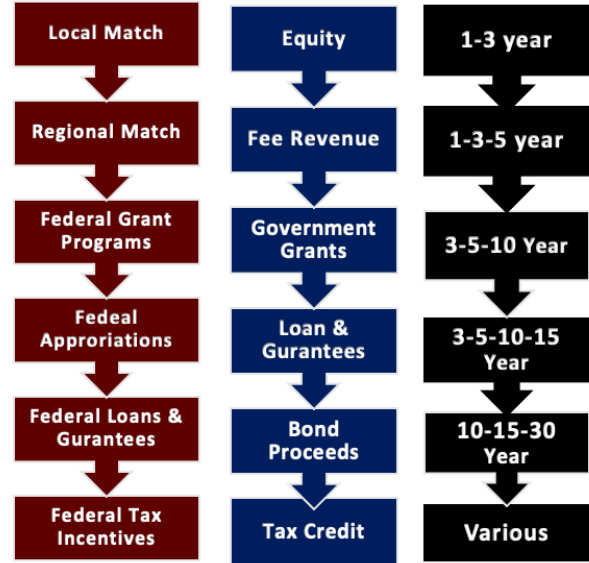 Local Match
Regional Match
Federal Grant
Programs
Fedeal
Approriations
Federal Loans &
Gurantees
Federal Tax
Incentives
Equity
Fee Revenue
Government
Grants
Loan &
Gurantees
Bond
Proceeds
Tax Credit
1-3 year
1-3-5 year
3-5-10 Year
3-5-10-15
Year
10-15-30
Year
Various